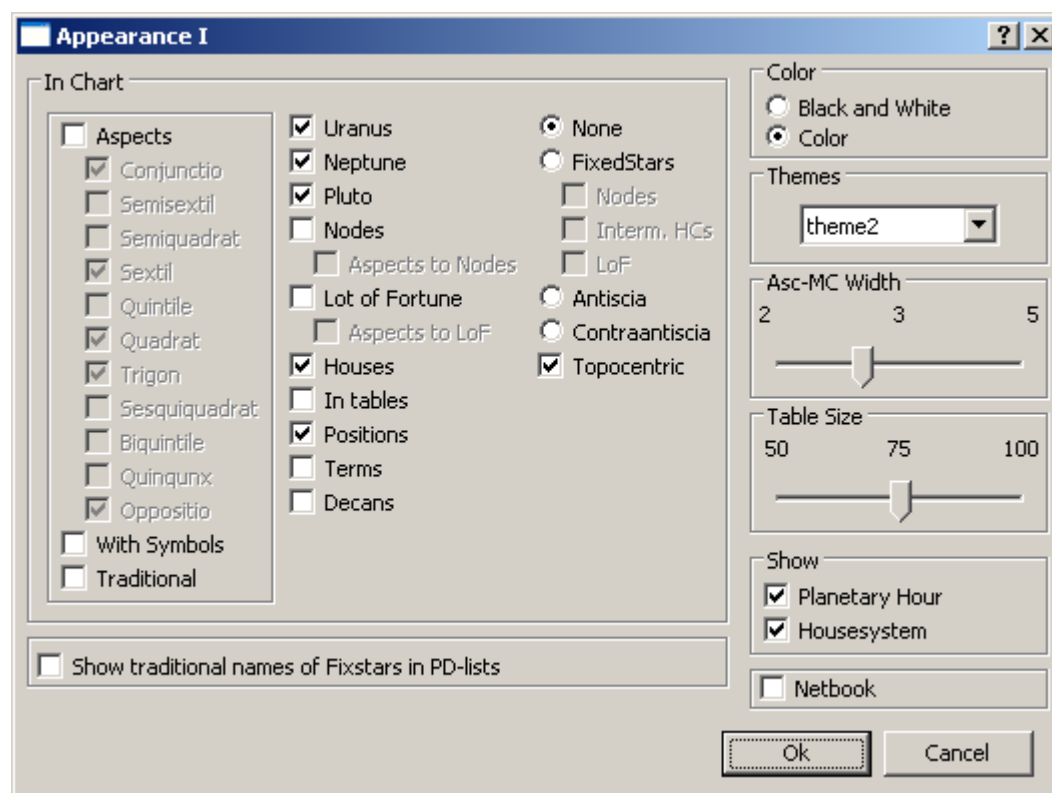 Appearance I
In Chart
Aspects
Conjunctio
Semisextil
Semiquadrat
Sextil
Quintile
Quadrat
Trigon
Sesquiquadrat
Biquintile
Quinqunx
Oppositio
With Symbols
Traditional
Uranus
Neptune
Pluto
Nodes
Aspects to Nodes
Lot of Fortune
Aspects to LoF
Houses
In tables
Positions
Terms
Decans
None
FixedStars
Nodes
Interm. HCs
LoF
Antiscia
Contraantiscia
Topocentric
Show traditional names of Fixstars in PD-lists
Color
Black and White
Color
Themes
theme2
Asc-MC Width
2 3 5
Table Size
50 75 100
Show
Planetary Hour
Housesystem
Netbook
Ok Cancel